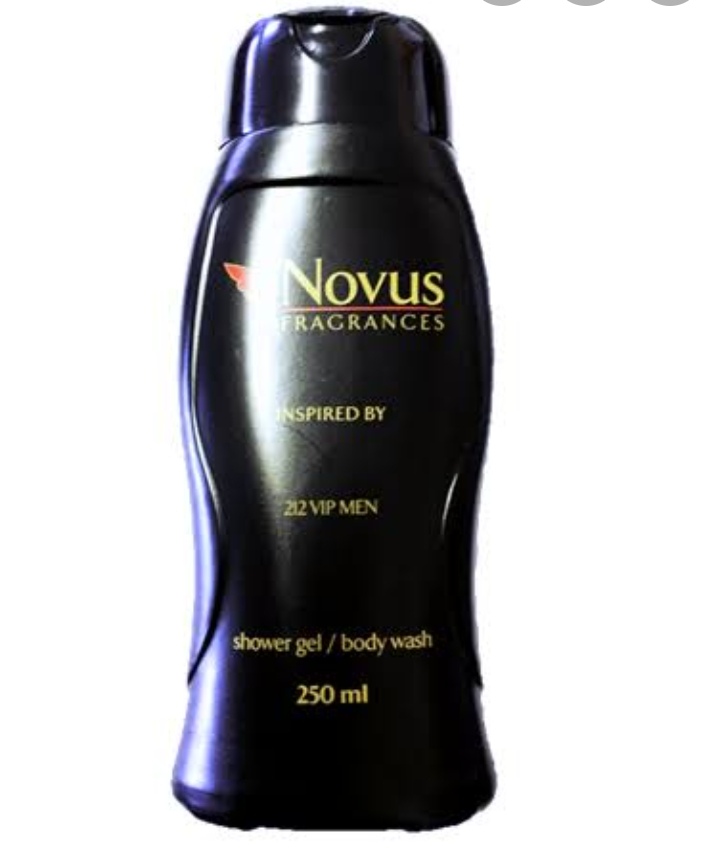 Novus
FRAGRANCES
INSPIRED BY
212 VIP MEN
shower gel / body wash
250 ml